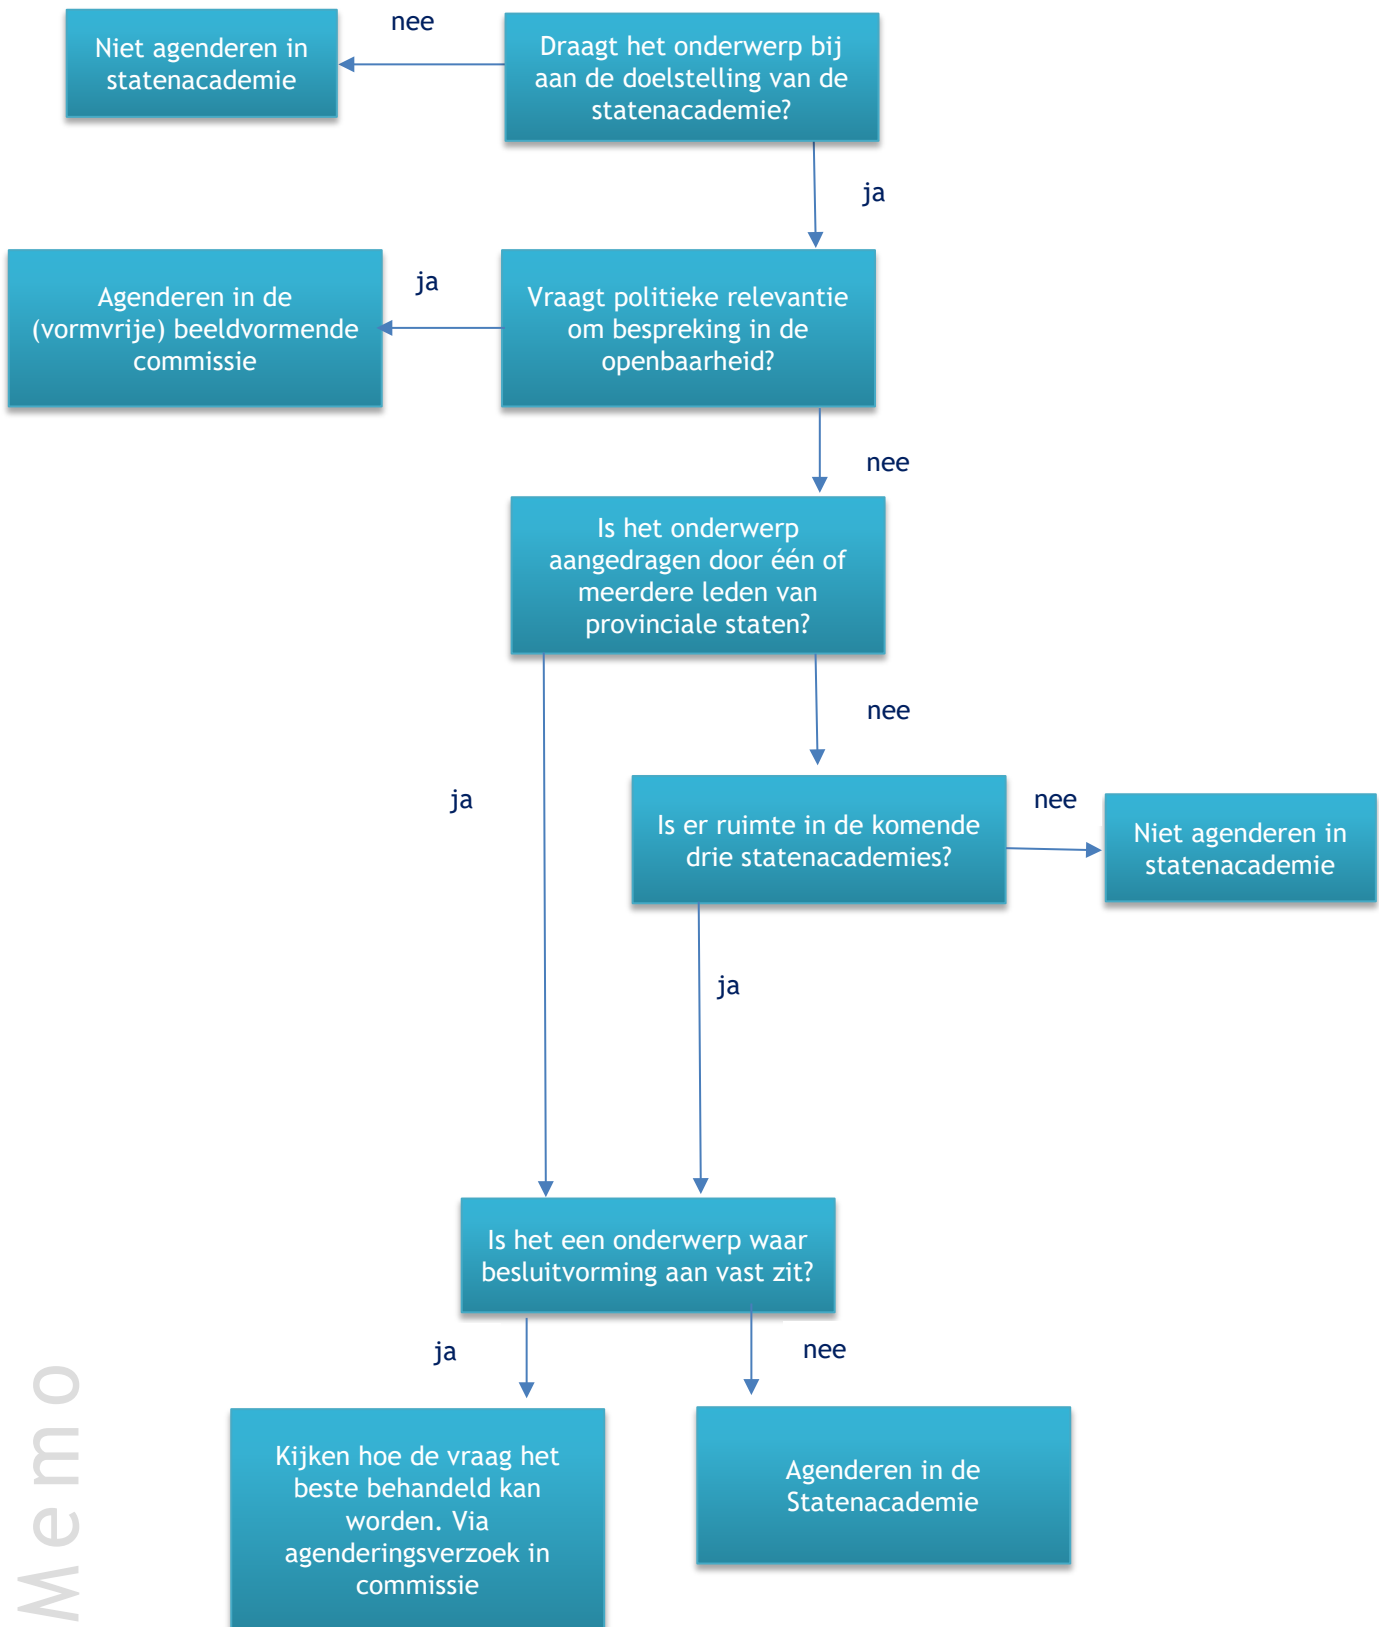 nee
Niet agenderen in
statenacademie
Draagt het onderwerp bij
aan de doelstelling van de
statenacademie?
ja
Agenderen in de
(vormvrije) beeldvormende
commissie
ja
Vraagt politieke relevantie
om bespreking in de
openbaarheid?
nee
Is het onderwerp
aangedragen door één of
meerdere leden van
provinciale staten?
nee
ja
Is er ruimte in de komende
drie statenacademies?
nee
Niet agenderen in
statenacademie
ja
Is het een onderwerp waar
besluitvorming aan vast zit?
ja
nee
Kijken hoe de vraag het
beste behandeld kan
worden. Via
agenderingsverzoek in
commissie
Agenderen in de
Statenacademie
Memo